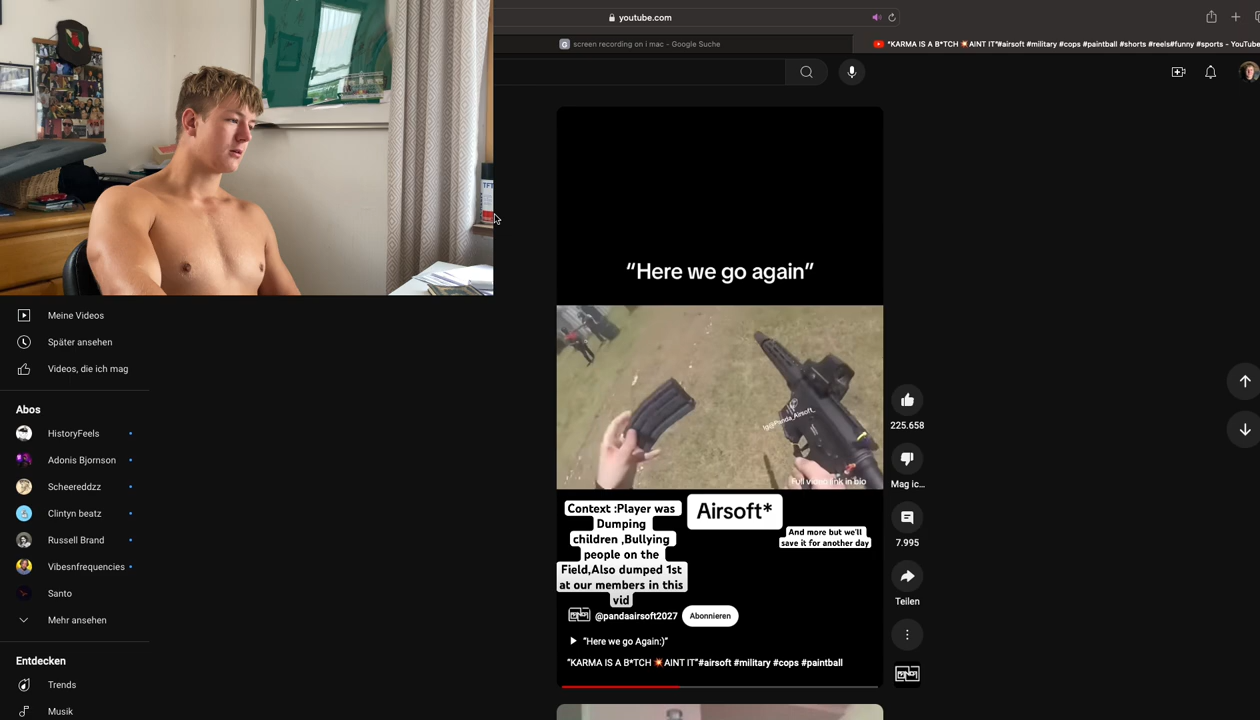 youtube.com
screen recording on i mac - Google Suche
"KARMA IS A B*TCH 💥AINT IT"#airsoft #military #cops #paintball #shorts #reels#funny #sports - YouTube
TFT
Meine Videos
Später ansehen
Videos, die ich mag
Abos
HistoryFeels
Adonis Bjornson
Scheereddzz
Clintyn beatz
Russell Brand
Vibesnfrequencies
Santo
Mehr ansehen
Entdecken
Trends
Musik
“Here we go again”
Ig@Panda_Airsoft_
Full video link in bio
Context :Player was
Dumping
children ,Bullying
people on the
Field,Also dumped 1st
at our members in this
vid
Airsoft*
And more but we'll
save it for another day
@pandaairsoft2027
Abonnieren
“Here we go Again:)”
"KARMA IS A B*TCH 💥AINT IT"#airsoft #military #cops #paintball
225.658
Mag ic...
7.995
Teilen